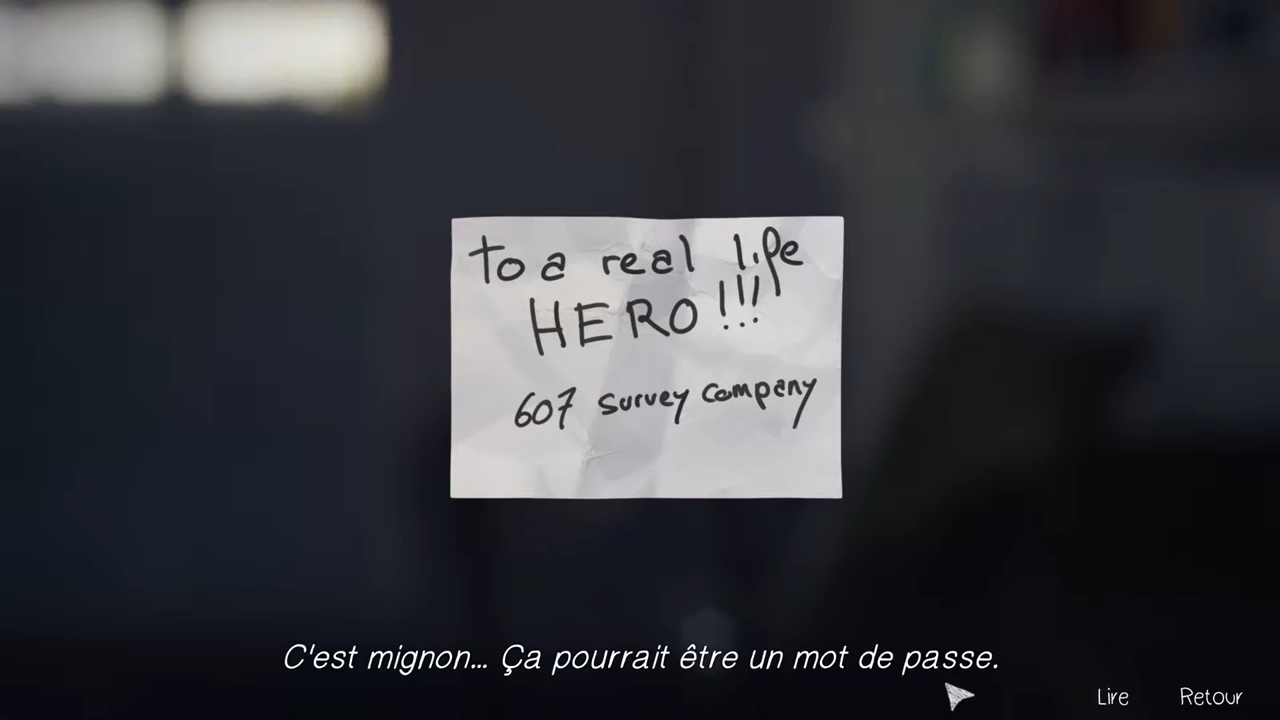 to a real life
HERO!!!
607 survey company
C'est mignon... Ça pourrait être un mot de passe.
Lire Retour